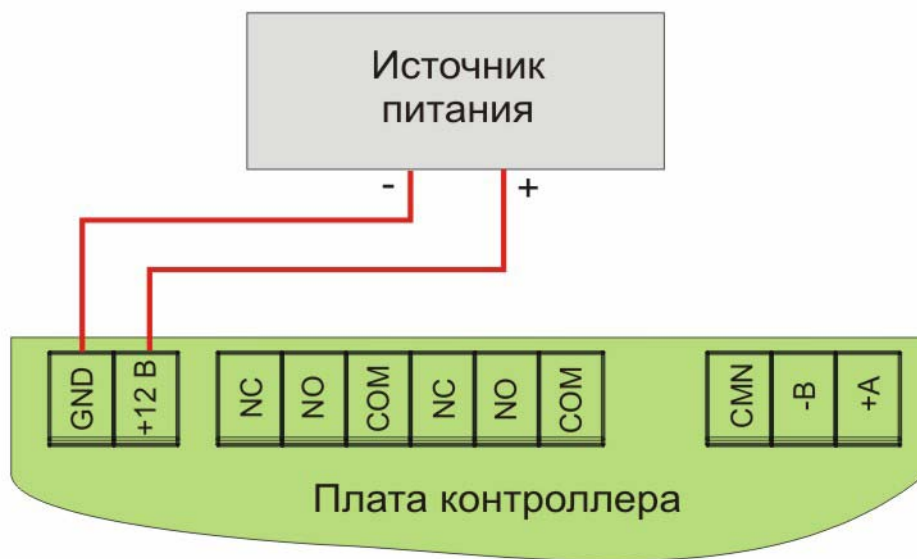 Источник
питания
- +
GND
+12 В
NC
NO
COM
NC
NO
COM
CMN
-B
+A
Плата контроллера